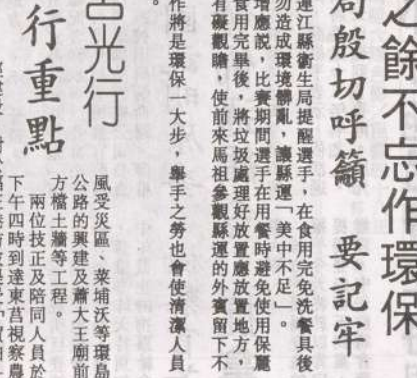 之餘不忘作環保
局殷切呼籲 要記牢
連江縣衛生局提醒選手,在食用完免洗餐具後
勿造成環境髒亂,讓縣運「美中不足」。
增應説,比賽期間選手在用餐時避免使用保麗
食用完畢後,將垃圾處理好放置應放置地方,
有礙觀瞻,使前來馬祖參觀縣運的外賓留下不
。
作將是環保一大步,舉手之勞也會使清潔人員
宮光行
行重點
風受災區、菜埔沃等環島
公路的興建及蕭大王廟前
方檔土牆等工程。
兩位技正及陪同人員於
下午四時到達東莒視察農